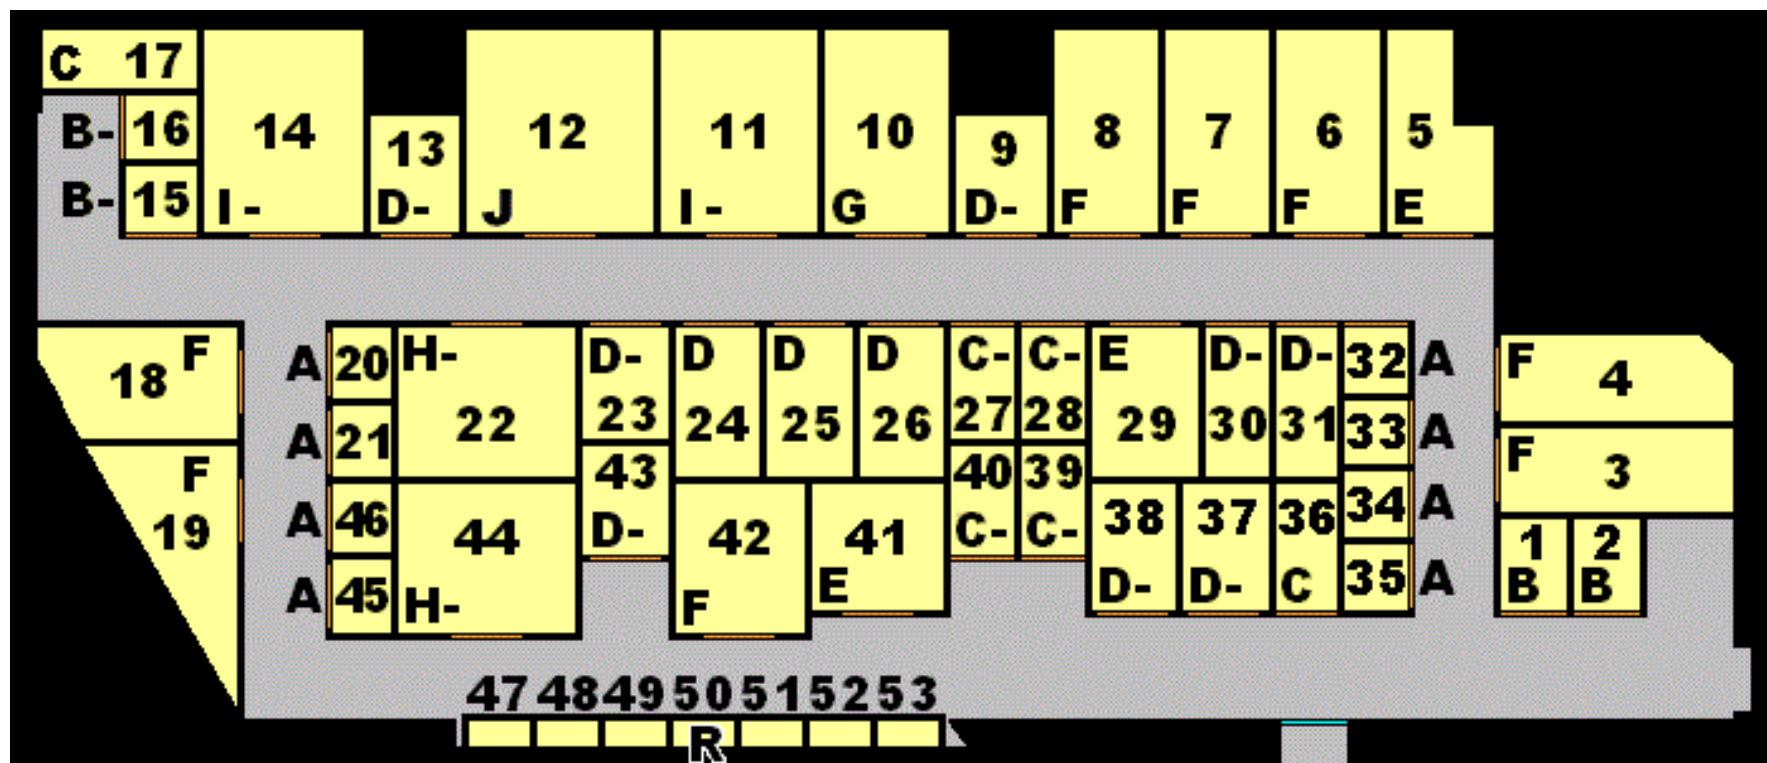 C 17
B- 16
B- 15
14 I -
13 D-
12 J
11 I -
10 G
9 D-
8 F
7 F
6 F
5 E
18 F
F 19
A 20
A 21
A 46
A 45
H- 22
44 H-
D- 23
43 D-
D 24
D 25
D 26
42 F
41 E
C- 27
C- 28
40 C-
39 C-
E 29
D- 30
D- 31
38 D-
37 D-
36 C
32 A
33 A
34 A
35 A
F 4
F 3
1 B
2 B
47 48 49 50 51 52 53
R